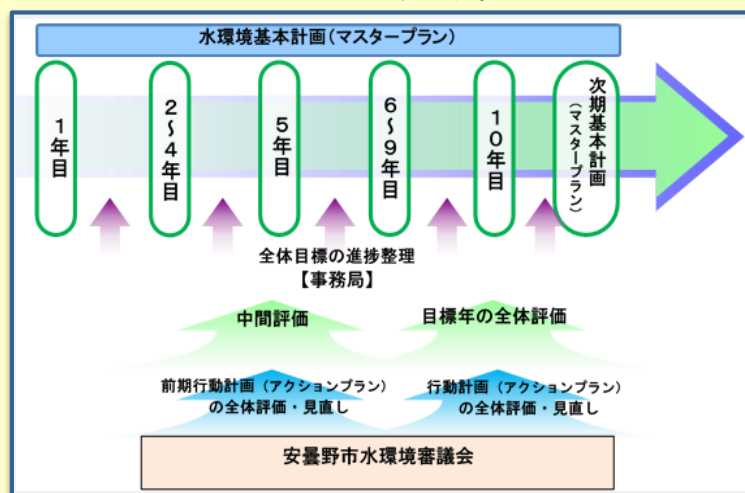 水環境基本計画(マスタープラン)
1年目
2～4年目
5年目
6～9年目
10年目
次期基本計画
(マスタープラン)
全体目標の進捗整理
【事務局】
中間評価
目標年の全体評価
前期行動計画（アクションプラン）
の全体評価・見直し
行動計画（アクションプラン）
の全体評価・見直し
安曇野市水環境審議会